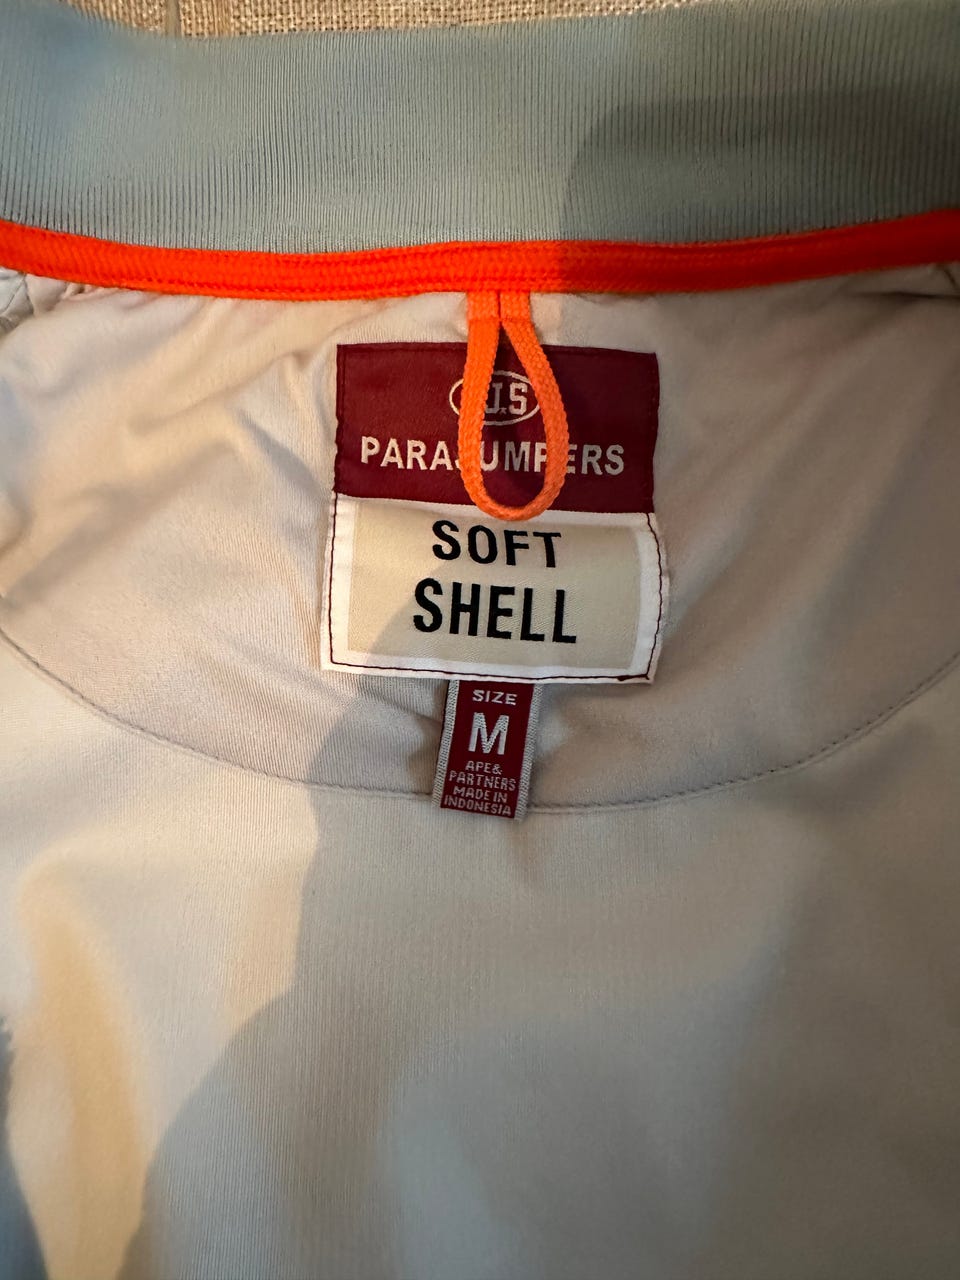 J.S
PARAJUMPERS
SOFT
SHELL
SIZE
M
APE&
PARTNERS
MADE IN
INDONESIA